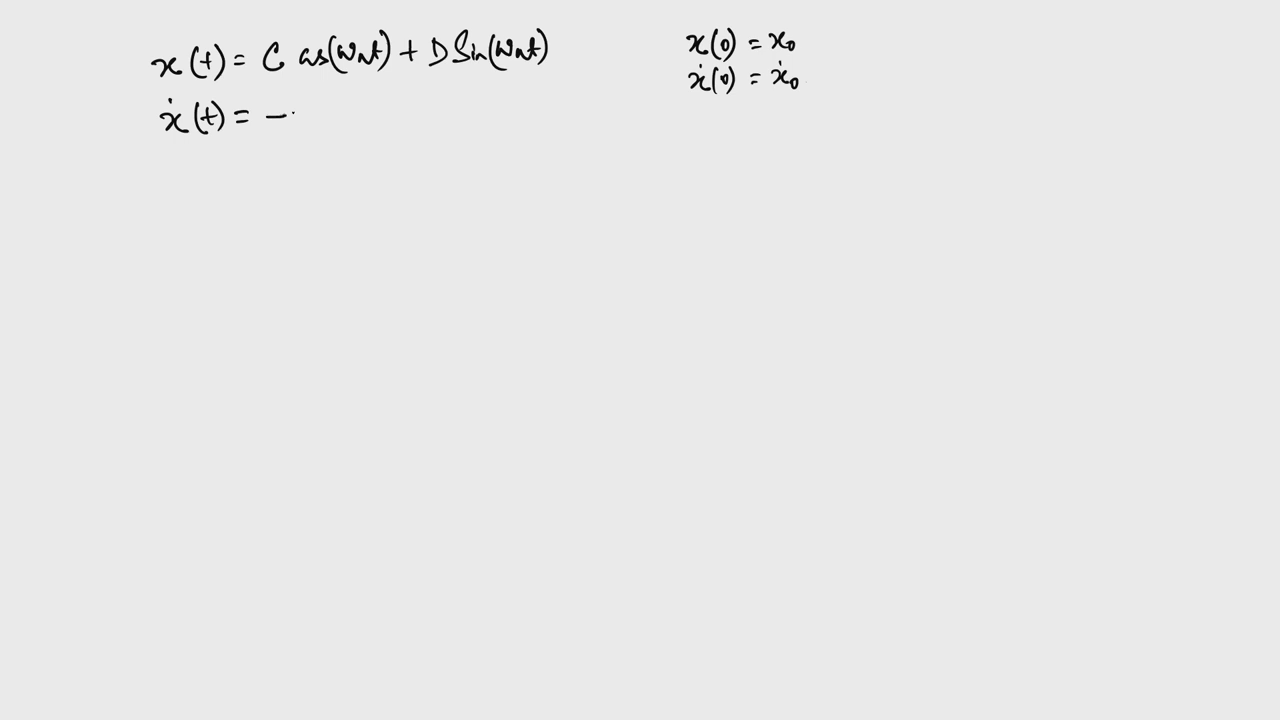 x(t) = C cos(ωnt) + D Sin(ωnt)
ẋ(t) = -
x(0) = x₀
ẋ(0) = ẋ₀